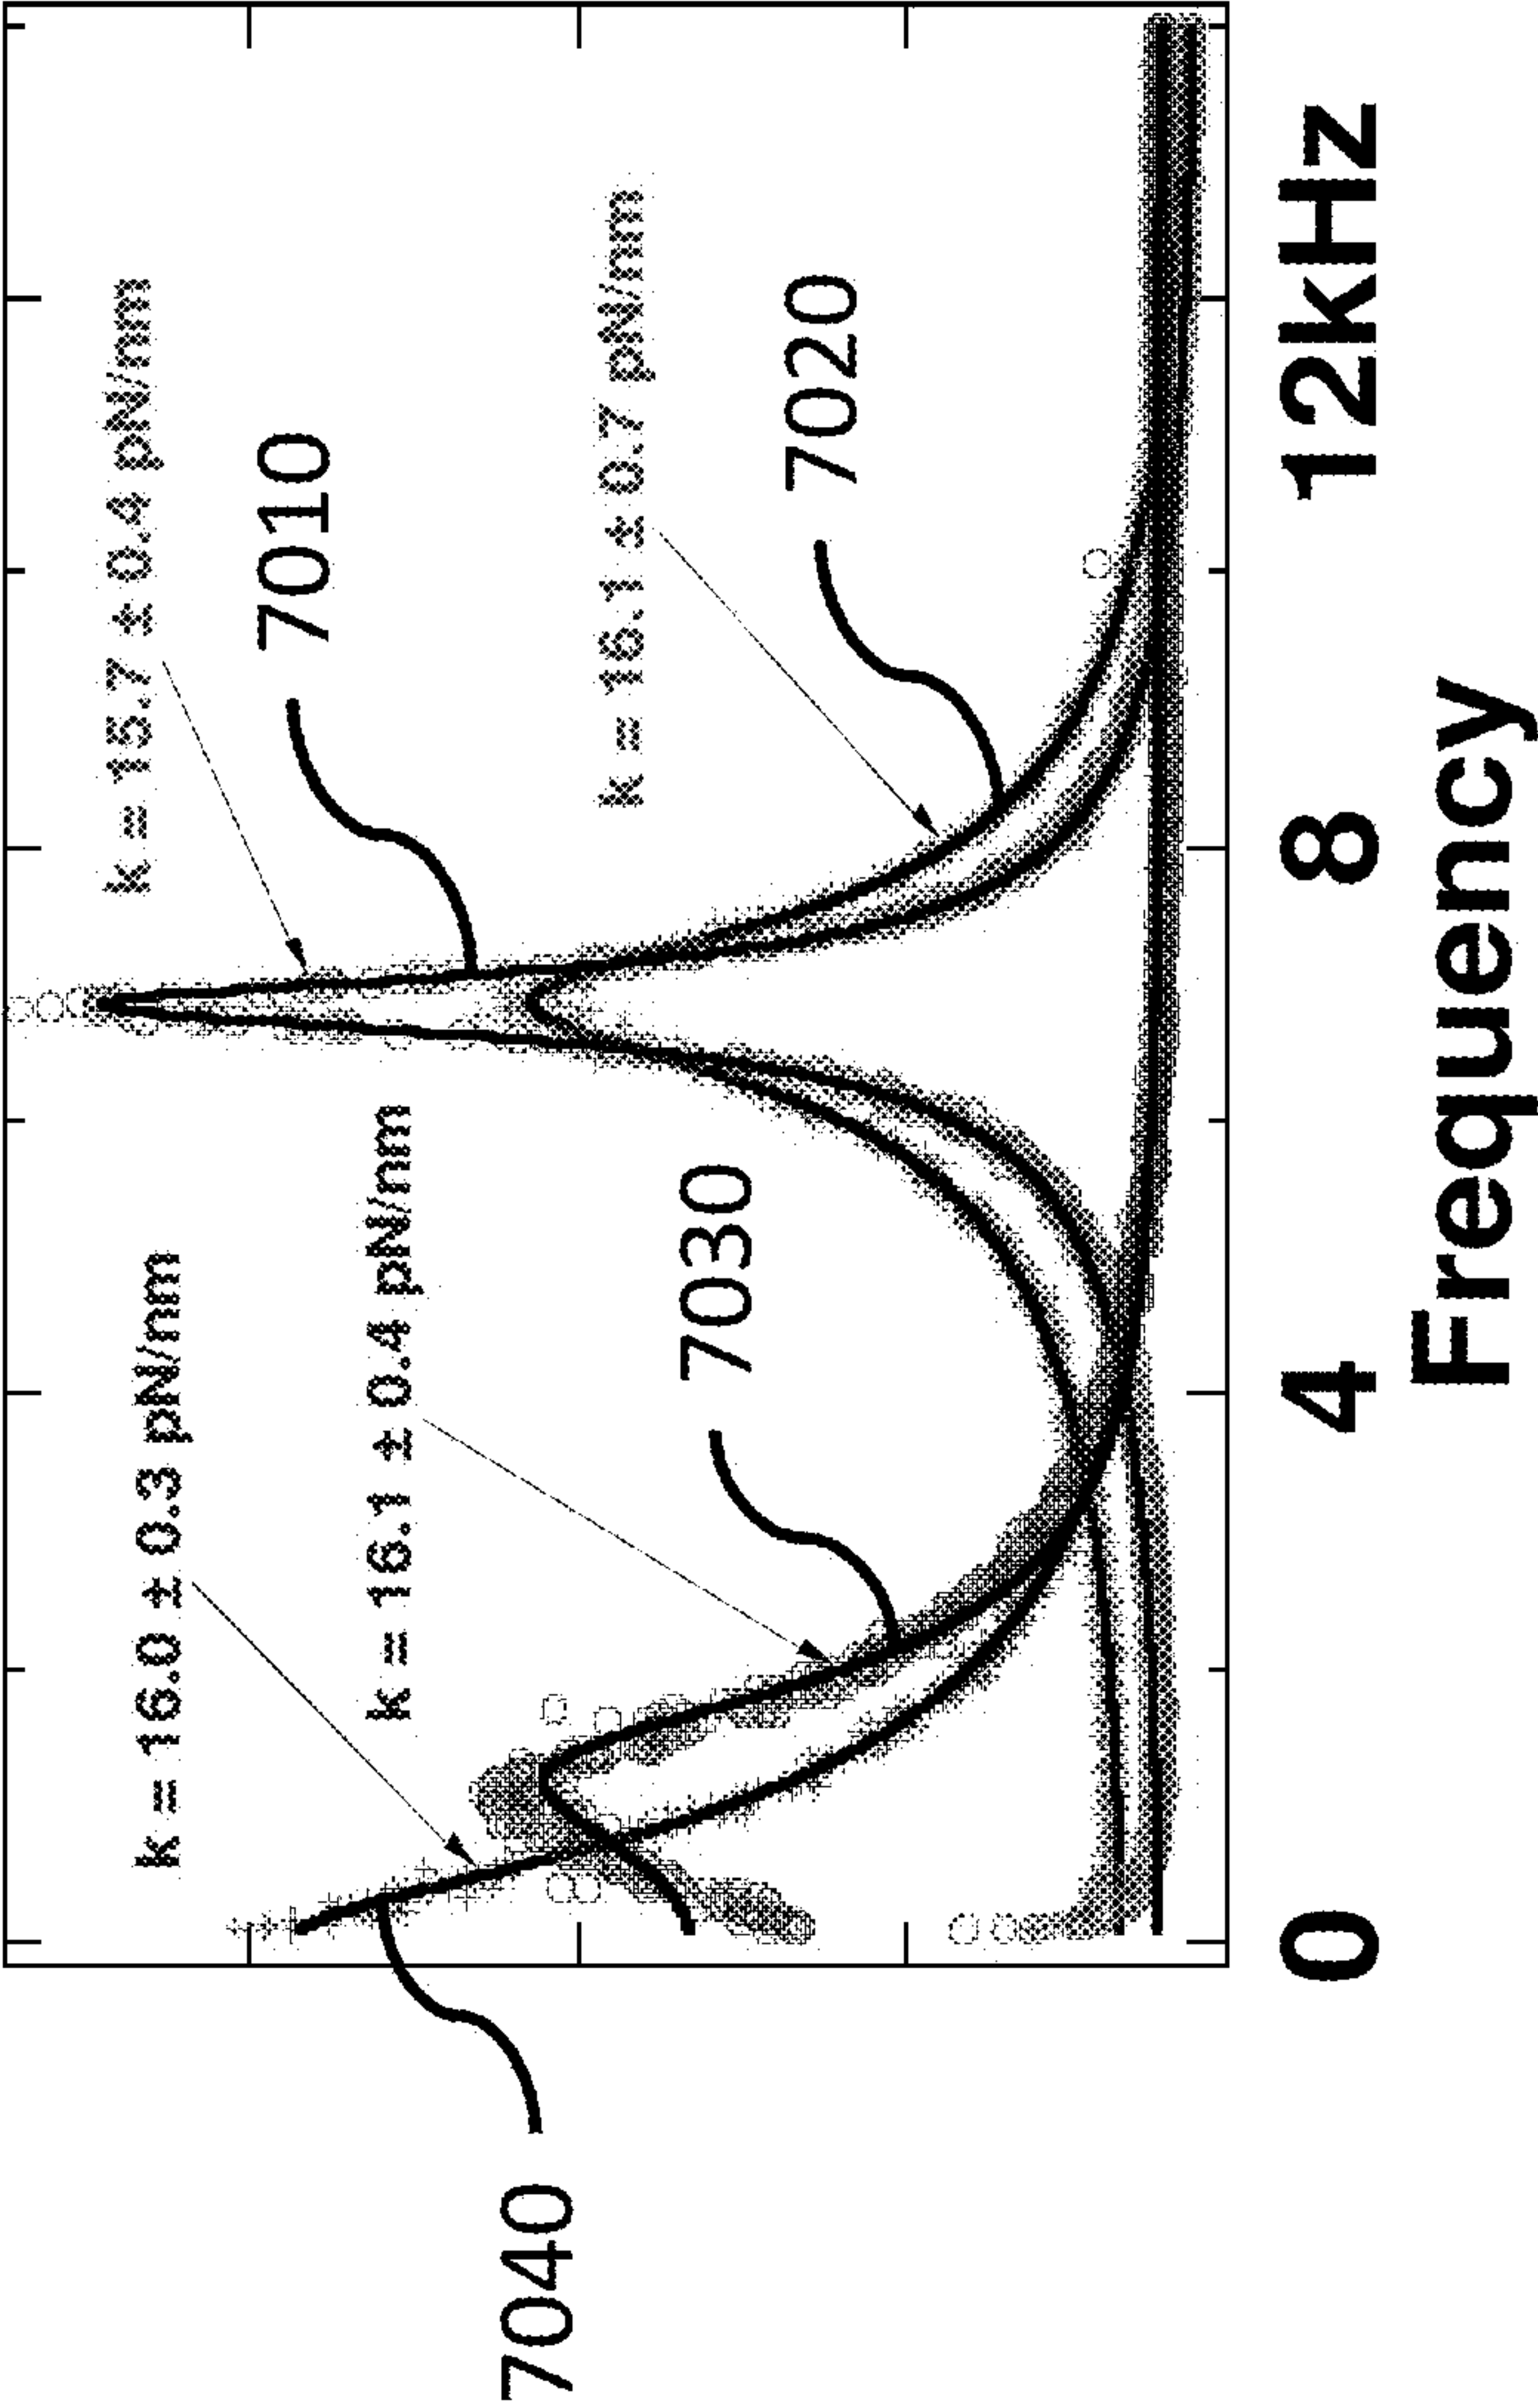 k = 15.7 ± 0.4 pN/nm
7010
k = 16.0 ± 0.3 pN/nm
k = 16.1 ± 0.4 pN/nm
7040
k = 16.1 ± 0.7 pN/nm
7030
7020
0 4 8 12kHz
Frequency